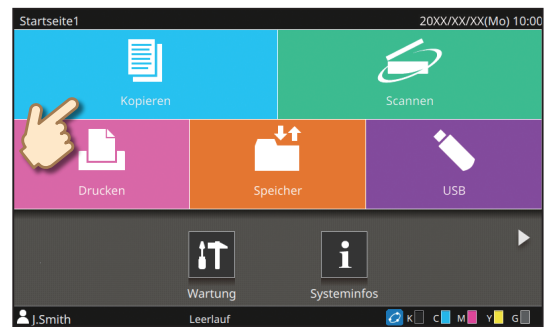 Startseite1 20XX/XX/XX(Mo) 10:00
Kopieren Scannen
Drucken Speicher USB
Wartung Systeminfos
J.Smith Leerlauf K C M Y G